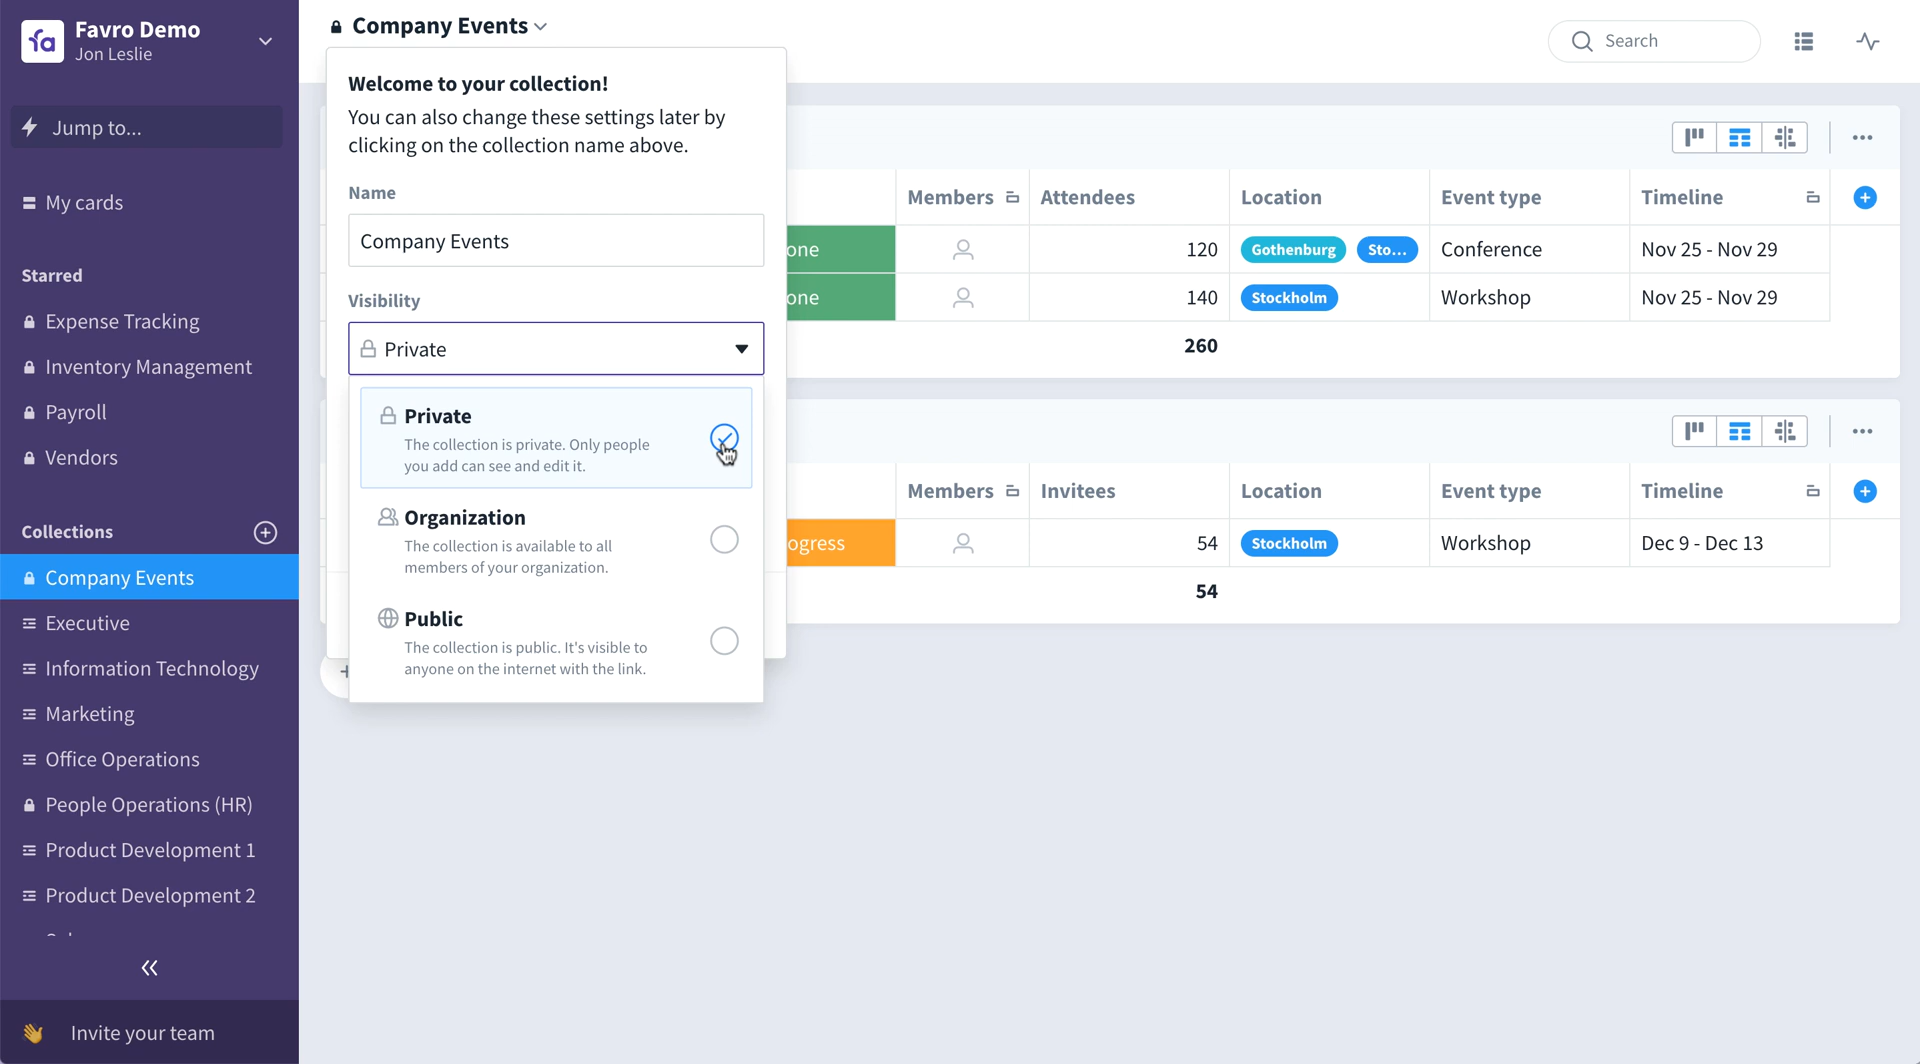 Favro Demo
Jon Leslie
Jump to...
My cards
Starred
Expense Tracking
Inventory Management
Payroll
Vendors
Collections
Company Events
Executive
Information Technology
Marketing
Office Operations
People Operations (HR)
Product Development 1
Product Development 2
Invite your team
Company Events
Search
Welcome to your collection!
You can also change these settings later by
clicking on the collection name above.
Name
Company Events
Visibility
Private
Private
The collection is private. Only people
you add can see and edit it.
Organization
The collection is available to all
members of your organization.
Public
The collection is public. It's visible to
anyone on the internet with the link.
Members Attendees Location Event type Timeline
one 120 Gothenburg Sto... Conference Nov 25 - Nov 29
one 140 Stockholm Workshop Nov 25 - Nov 29
260
Members Invitees Location Event type Timeline
ogress 54 Stockholm Workshop Dec 9 - Dec 13
54